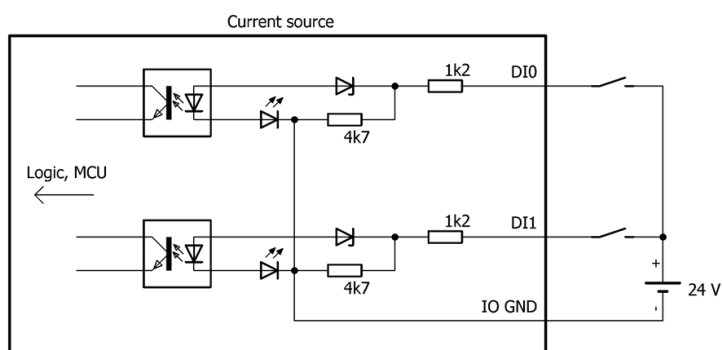 Current source
1k2
DI0
4k7
Logic, MCU
1k2
DI1
4k7
+
24 V
-
IO GND